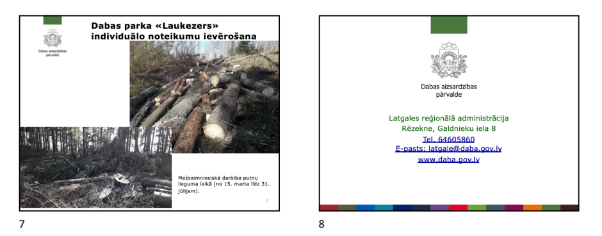 Dabas parka «Laukezers»
individuālo noteikumu ievērošana
Dabas aizsardzības
pārvalde
Mežsaimnieciskā darbība putnu
lieguma laikā (no 15. marta līdz 31.
jūlijam).
7
7
Dabas aizsardzības
pārvalde
Latgales reģionālā administrācija
Rēzekne, Galdnieku iela 8
Tel. 64605860
E-pasts: latgale@daba.gov.lv
www.daba.gov.lv
8